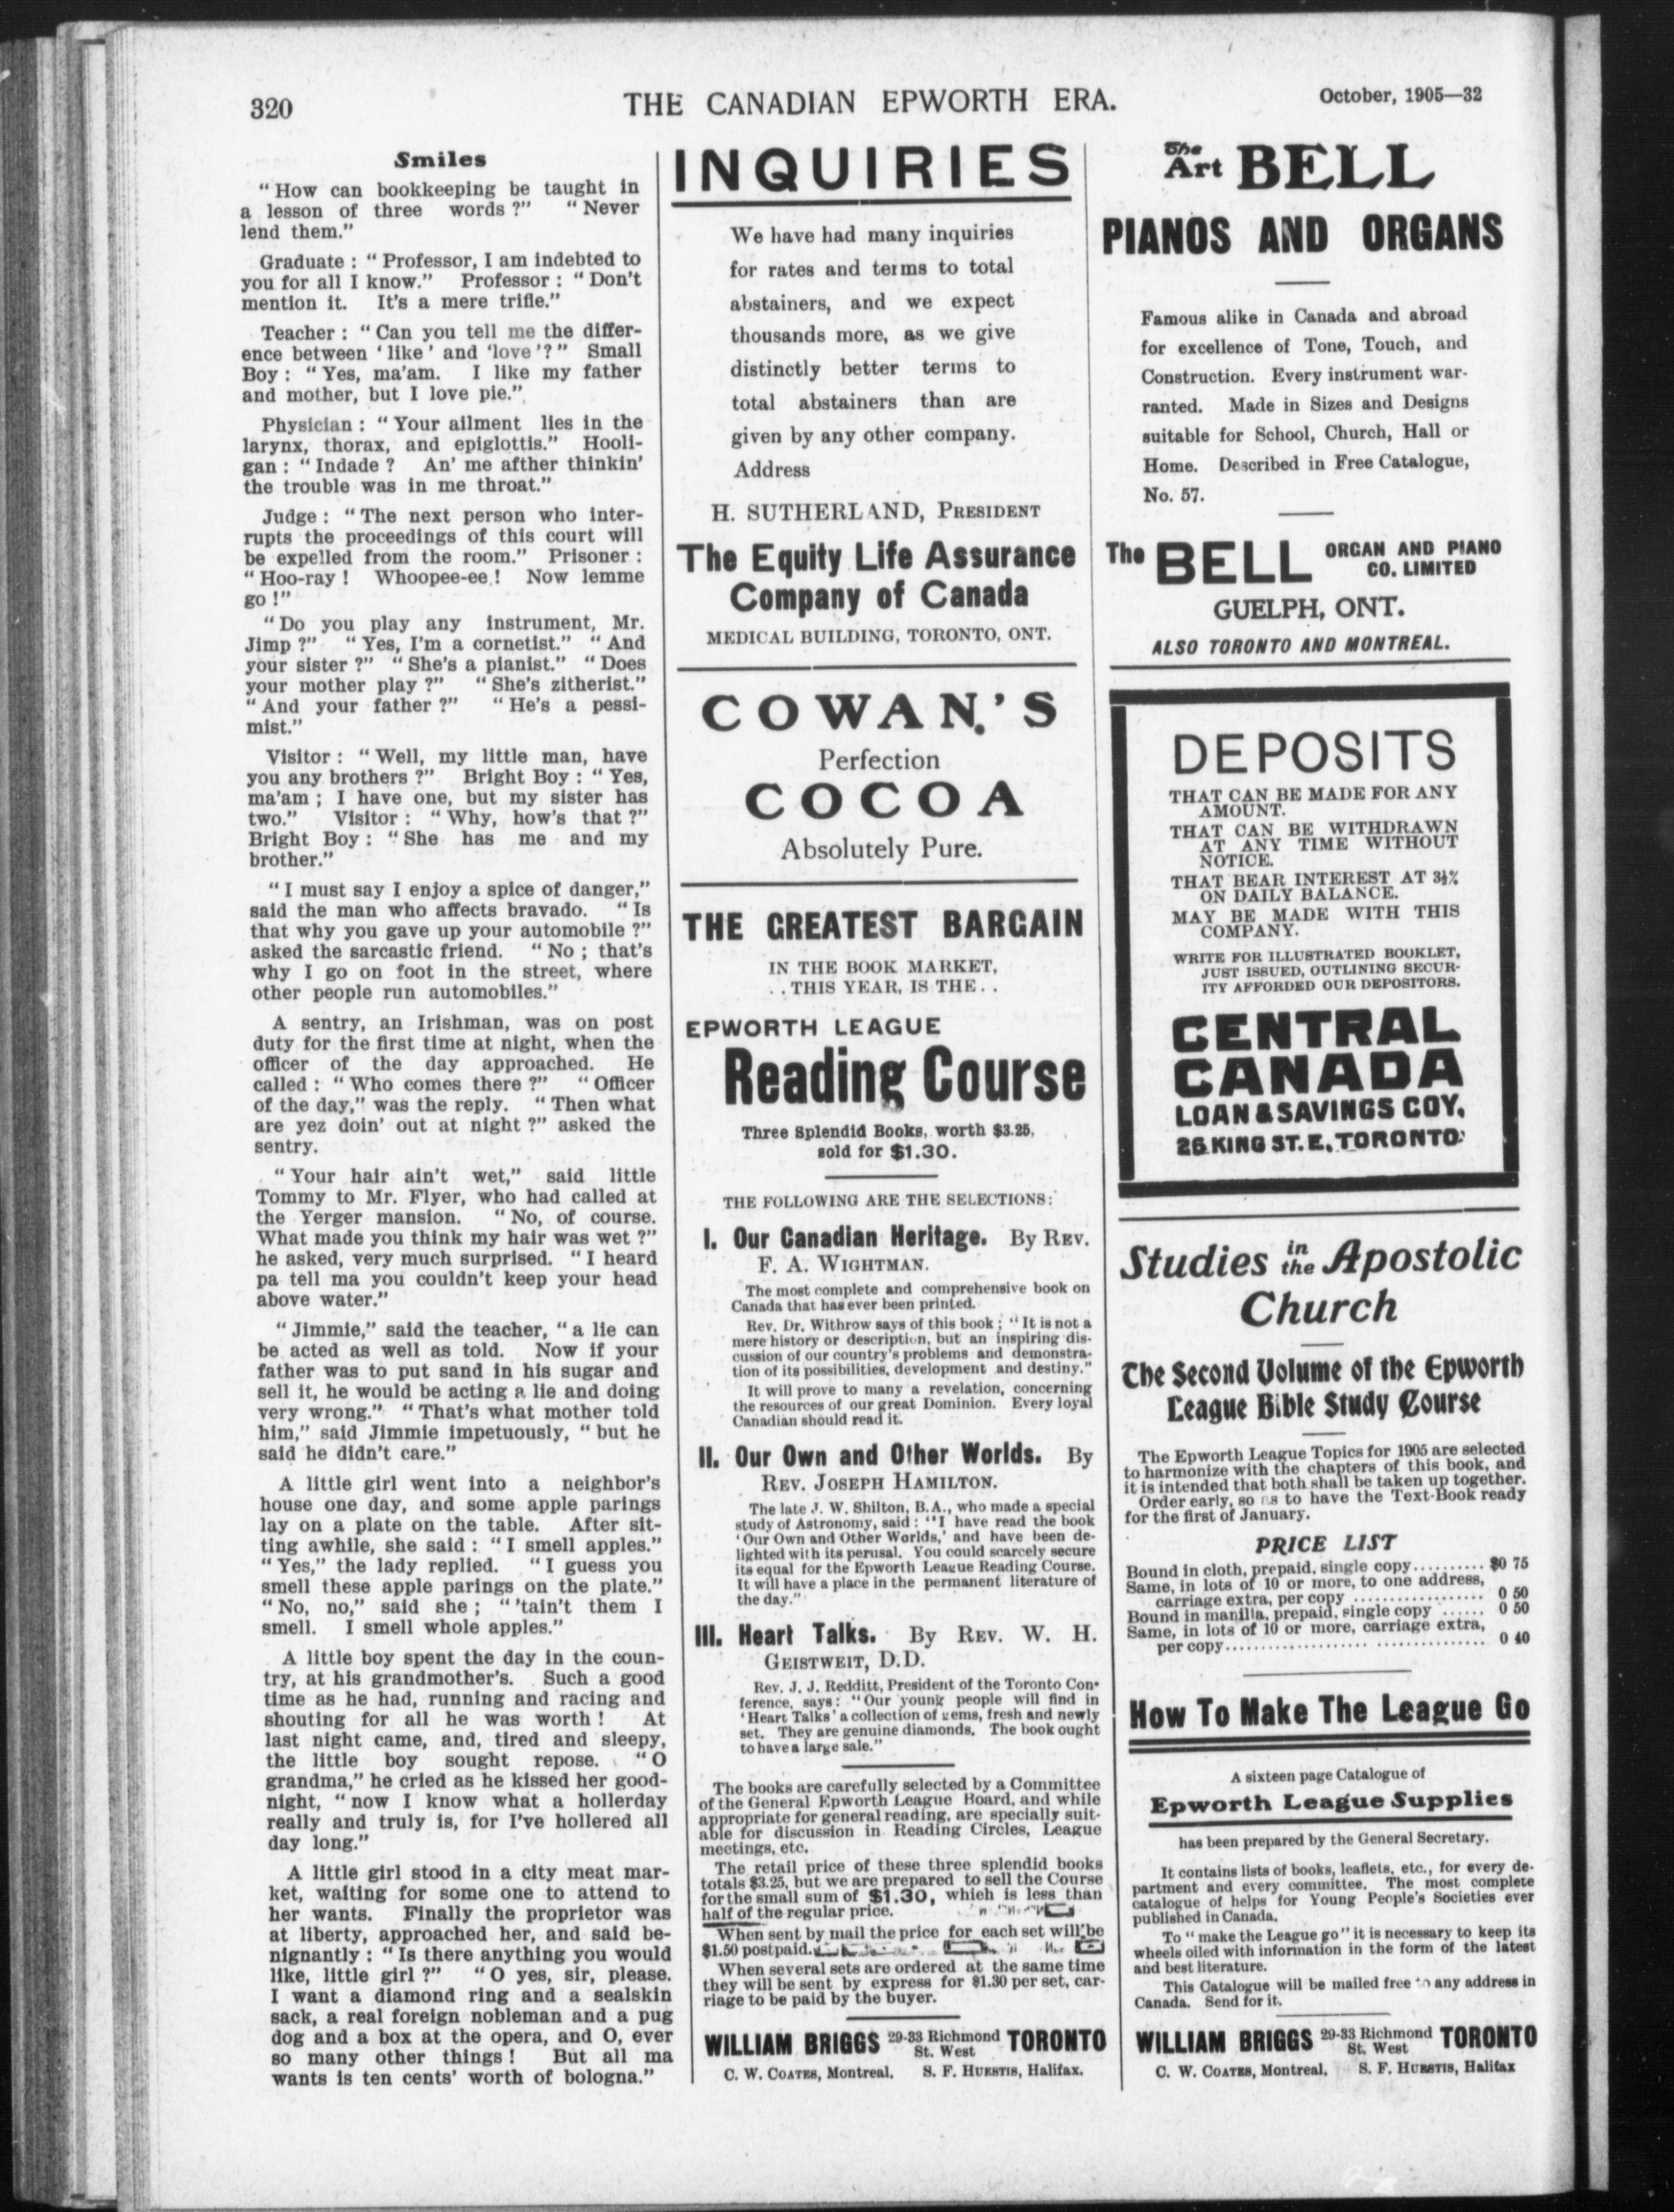 320
THE CANADIAN EPWORTH ERA.
October, 1905—32
Smiles
"How can bookkeeping be taught in
a lesson of three words ?" "Never
lend them."
Graduate : "Professor, I am indebted to
you for all I know." Professor : "Don't
mention it. It's a mere trifle."
Teacher : "Can you tell me the differ-
ence between 'like' and 'love'?" Small
Boy : "Yes, ma'am. I like my father
and mother, but I love pie."
Physician : "Your ailment lies in the
larynx, thorax, and epiglottis." Hooli-
gan : "Indade ? An' me afther thinkin'
the trouble was in me throat."
Judge : "The next person who inter-
rupts the proceedings of this court will
be expelled from the room." Prisoner :
"Hoo-ray ! Whoopee-ee ! Now lemme
go !"
"Do you play any instrument, Mr.
Jimp ?" "Yes, I'm a cornetist." "And
your sister ?" "She's a pianist." "Does
your mother play ?" "She's zitherist."
"And your father ?" "He's a pessi-
mist."
Visitor : "Well, my little man, have
you any brothers ?" Bright Boy : "Yes,
ma'am ; I have one, but my sister has
two." Visitor : "Why, how's that ?"
Bright Boy : "She has me and my
brother."
"I must say I enjoy a spice of danger,"
said the man who affects bravado. "Is
that why you gave up your automobile ?"
asked the sarcastic friend. "No ; that's
why I go on foot in the street, where
other people run automobiles."
A sentry, an Irishman, was on post
duty for the first time at night, when the
officer of the day approached. He
called : "Who comes there ?" "Officer
of the day," was the reply. "Then what
are yez doin' out at night ?" asked the
sentry.
"Your hair ain't wet," said little
Tommy to Mr. Flyer, who had called at
the Yerger mansion. "No, of course.
What made you think my hair was wet ?"
he asked, very much surprised. "I heard
pa tell ma you couldn't keep your head
above water."
"Jimmie," said the teacher, "a lie can
be acted as well as told. Now if your
father was to put sand in his sugar and
sell it, he would be acting a lie and doing
very wrong." "That's what mother told
him," said Jimmie impetuously, "but he
said he didn't care."
A little girl went into a neighbor's
house one day, and some apple parings
lay on a plate on the table. After sit-
ting awhile, she said : "I smell apples."
"Yes," the lady replied. "I guess you
smell these apple parings on the plate."
"No, no," said she ; "'tain't them I
smell. I smell whole apples."
A little boy spent the day in the coun-
try, at his grandmother's. Such a good
time as he had, running and racing and
shouting for all he was worth ! At
last night came, and, tired and sleepy,
the little boy sought repose. "O
grandma," he cried as he kissed her good-
night, "now I know what a hollerday
really and truly is, for I've hollered all
day long."
A little girl stood in a city meat mar-
ket, waiting for some one to attend to
her wants. Finally the proprietor was
at liberty, approached her, and said be-
nignantly : "Is there anything you would
like, little girl ?" "O yes, sir, please.
I want a diamond ring and a sealskin
sack, a real foreign nobleman and a pug
dog and a box at the opera, and O, ever
so many other things ! But all ma
wants is ten cents' worth of bologna."
INQUIRIES
We have had many inquiries
for rates and terms to total
abstainers, and we expect
thousands more, as we give
distinctly better terms to
total abstainers than are
given by any other company.
Address
H. SUTHERLAND, PRESIDENT
The Equity Life Assurance
Company of Canada
MEDICAL BUILDING, TORONTO, ONT.
COWAN'S
Perfection
COCOA
Absolutely Pure.
THE GREATEST BARGAIN
IN THE BOOK MARKET,
. . THIS YEAR, IS THE . .
EPWORTH LEAGUE
Reading Course
Three Splendid Books, worth $3.25,
sold for $1.30.
THE FOLLOWING ARE THE SELECTIONS:
I. Our Canadian Heritage. By REV.
F. A. WIGHTMAN.
The most complete and comprehensive book on
Canada that has ever been printed.
Rev. Dr. Withrow says of this book ; "It is not a
mere history or description, but an inspiring dis-
cussion of our country's problems and demonstra-
tion of its possibilities, development and destiny."
It will prove to many a revelation, concerning
the resources of our great Dominion. Every loyal
Canadian should read it.
II. Our Own and Other Worlds. By
REV. JOSEPH HAMILTON.
The late J. W. Shilton, B.A., who made a special
study of Astronomy, said : "I have read the book
'Our Own and Other Worlds,' and have been de-
lighted with its perusal. You could scarcely secure
its equal for the Epworth League Reading Course.
It will have a place in the permanent literature of
the day."
III. Heart Talks. By REV. W. H.
GEISTWEIT, D.D.
Rev. J. J. Redditt, President of the Toronto Con-
ference, says: "Our young people will find in
'Heart Talks' a collection of gems, fresh and newly
set. They are genuine diamonds. The book ought
to have a large sale."
The books are carefully selected by a Committee
of the General Epworth League Board, and while
appropriate for general reading, are specially suit-
able for discussion in Reading Circles, League
meetings, etc.
The retail price of these three splendid books
totals $3.25, but we are prepared to sell the Course
for the small sum of $1.30, which is less than
half of the regular price.
When sent by mail the price for each set will be
$1.50 postpaid.
When several sets are ordered at the same time
they will be sent by express for $1.30 per set, car-
riage to be paid by the buyer.
WILLIAM BRIGGS 29-33 Richmond St. West TORONTO
C. W. COATES, Montreal. S. F. HUESTIS, Halifax.
The Art BELL
PIANOS AND ORGANS
Famous alike in Canada and abroad
for excellence of Tone, Touch, and
Construction. Every instrument war-
ranted. Made in Sizes and Designs
suitable for School, Church, Hall or
Home. Described in Free Catalogue,
No. 57.
The BELL ORGAN AND PIANO CO. LIMITED
GUELPH, ONT.
ALSO TORONTO AND MONTREAL.
DEPOSITS
THAT CAN BE MADE FOR ANY
AMOUNT.
THAT CAN BE WITHDRAWN
AT ANY TIME WITHOUT
NOTICE.
THAT BEAR INTEREST AT 3½%
ON DAILY BALANCE.
MAY BE MADE WITH THIS
COMPANY.
WRITE FOR ILLUSTRATED BOOKLET,
JUST ISSUED, OUTLINING SECUR-
ITY AFFORDED OUR DEPOSITORS.
CENTRAL
CANADA
LOAN & SAVINGS COY,
26 KING ST. E. TORONTO.
Studies in the Apostolic
Church
The Second Volume of the Epworth
League Bible Study Course
The Epworth League Topics for 1905 are selected
to harmonize with the chapters of this book, and
it is intended that both shall be taken up together.
Order early, so as to have the Text-Book ready
for the first of January.
PRICE LIST
Bound in cloth, prepaid, single copy.......... $0 75
Same, in lots of 10 or more, to one address,
carriage extra, per copy .................. 0 50
Bound in manilla, prepaid, single copy ...... 0 50
Same, in lots of 10 or more, carriage extra,
per copy.................................... 0 40
How To Make The League Go
A sixteen page Catalogue of
Epworth League Supplies
has been prepared by the General Secretary.
It contains lists of books, leaflets, etc., for every de-
partment and every committee. The most complete
catalogue of helps for Young People's Societies ever
published in Canada.
To "make the League go" it is necessary to keep its
wheels oiled with information in the form of the latest
and best literature.
This Catalogue will be mailed free to any address in
Canada. Send for it.
WILLIAM BRIGGS 29-33 Richmond St. West TORONTO
C. W. COATES, Montreal. S. F. HUESTIS, Halifax